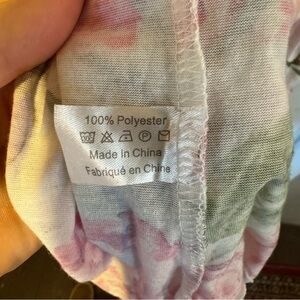 100% Polyester
Made In China
Fabriqué en Chine